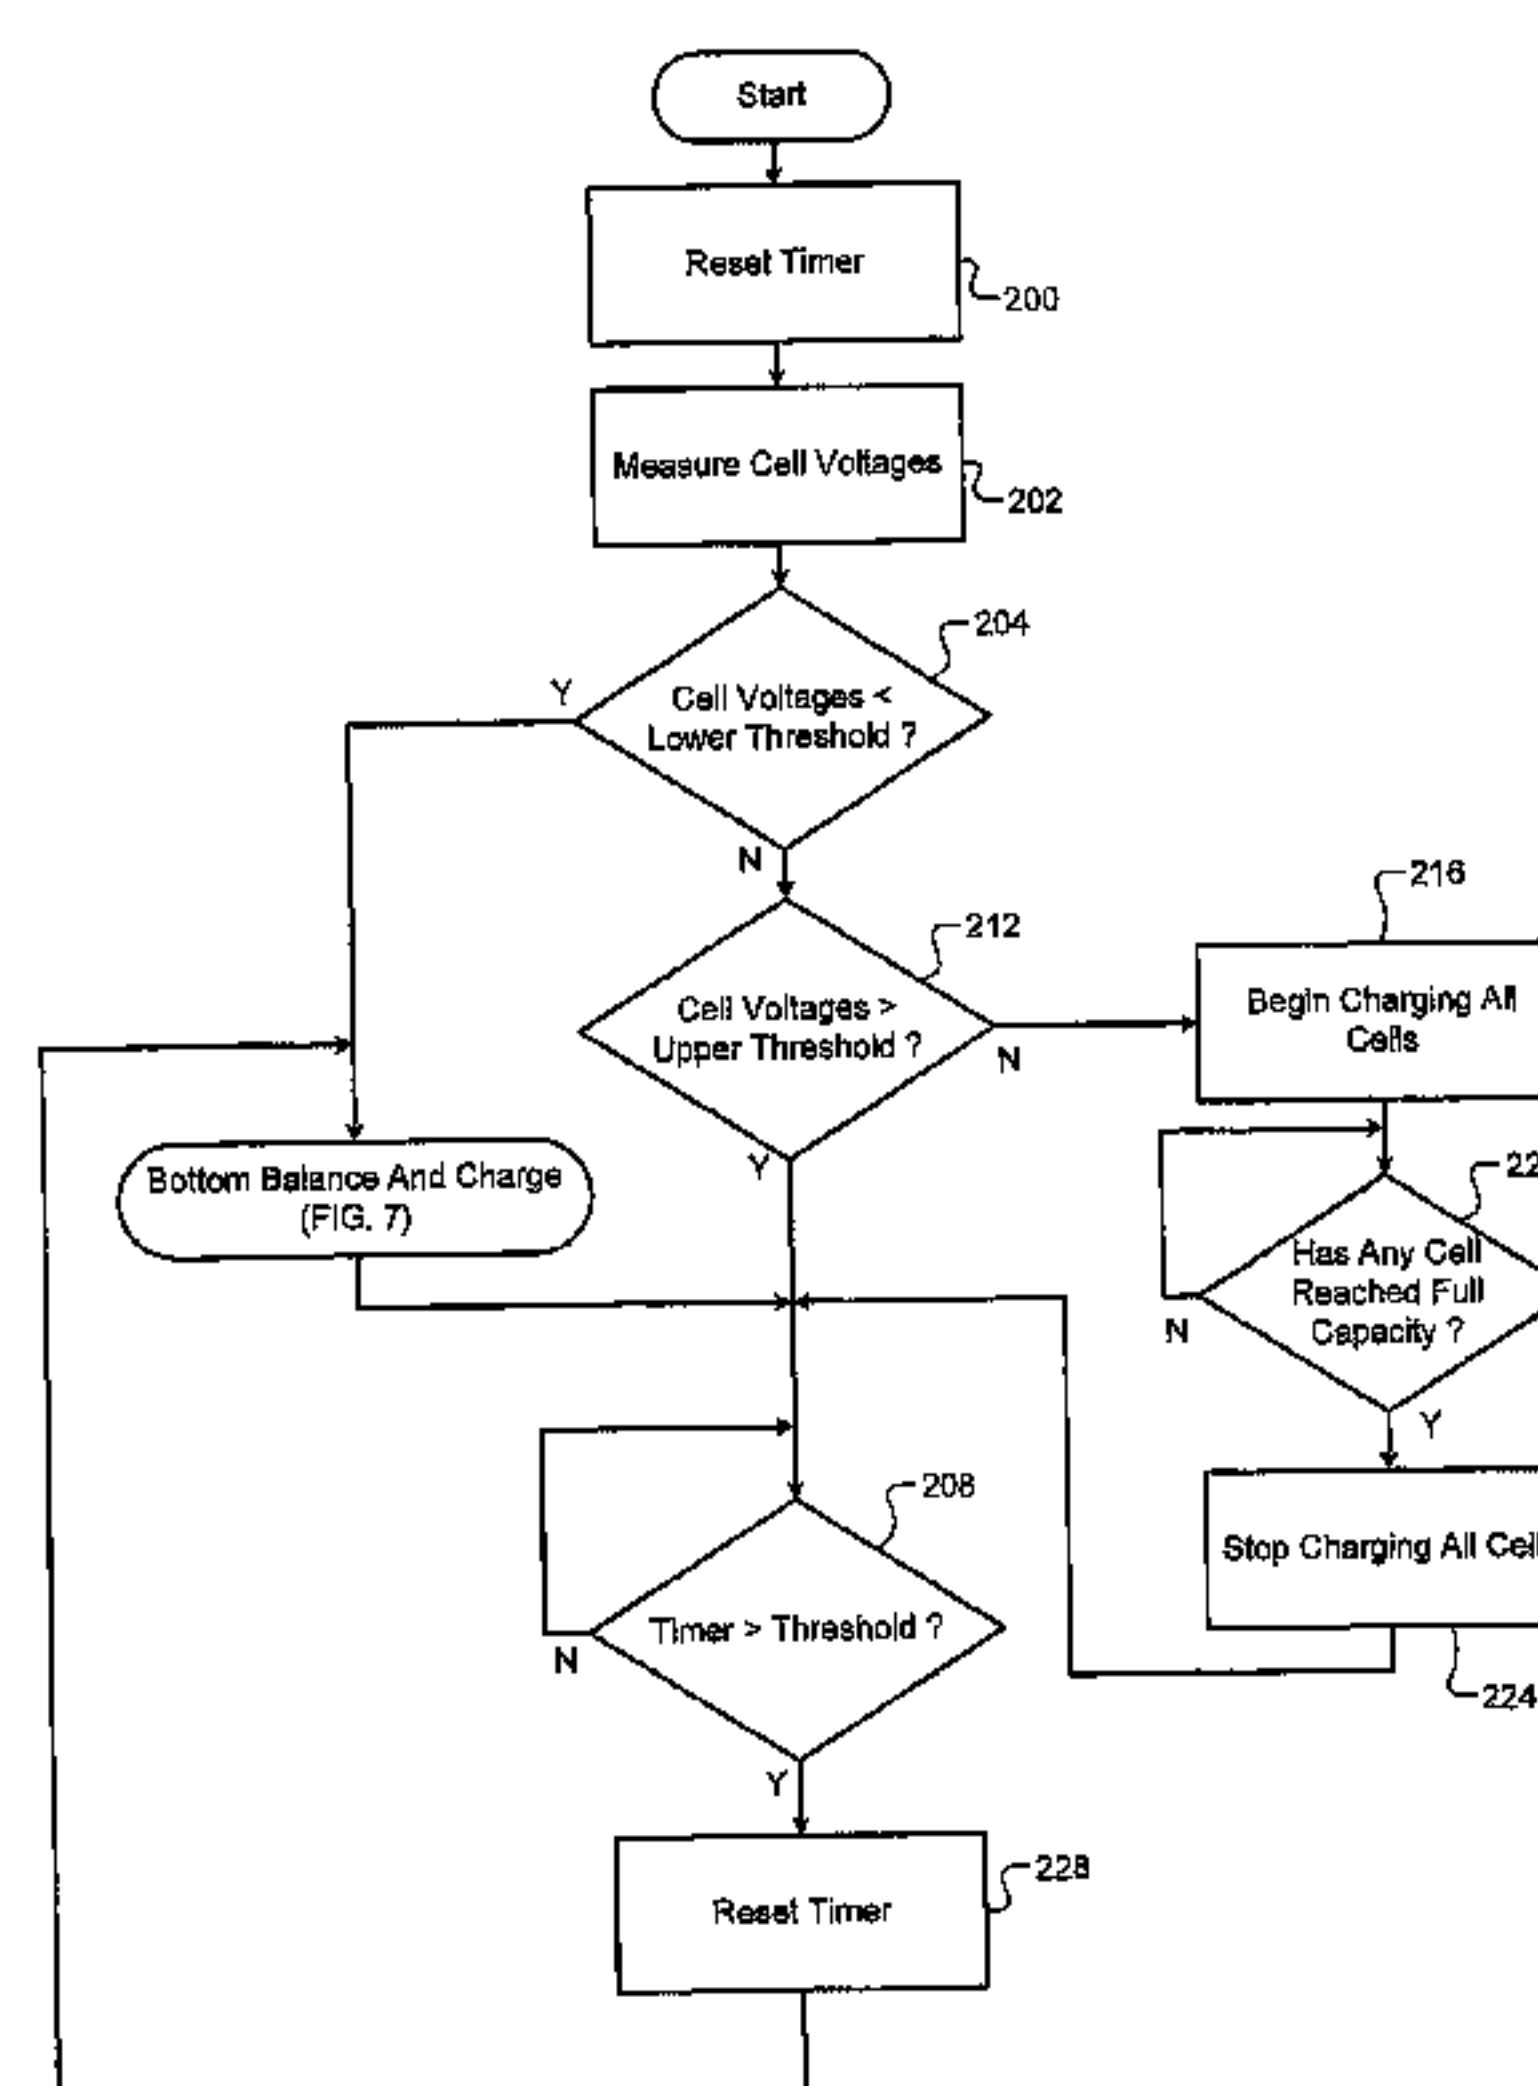 Start
Reset Timer
200
Measure Cell Voltages
202
204
Y
Cell Voltages <
Lower Threshold ?
N
212
Cell Voltages >
Upper Threshold ?
N
Y
216
Begin Charging All
Cells
Bottom Balance And Charge
(FIG. 7)
22
Has Any Cell
Reached Full
Capacity ?
N
Y
208
Timer > Threshold ?
N
Y
Stop Charging All Cell
224
Reset Timer
228